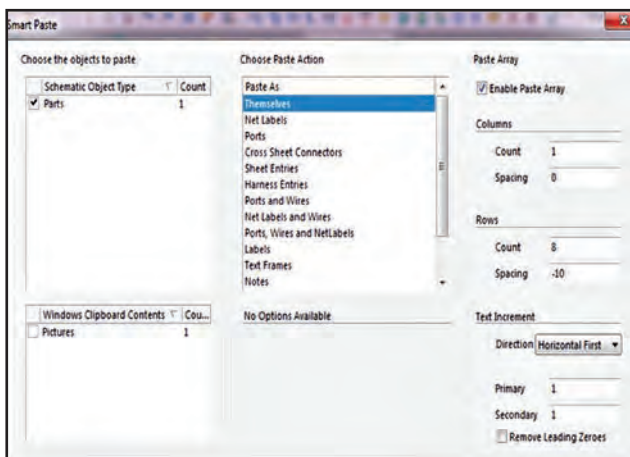 Smart Paste
Choose the objects to paste
Schematic Object Type Count
Parts 1
Windows Clipboard Contents Cou...
Pictures 1
Choose Paste Action
Paste As
Themselves
Net Labels
Ports
Cross Sheet Connectors
Sheet Entries
Harness Entries
Ports and Wires
Net Labels and Wires
Ports, Wires and NetLabels
Labels
Text Frames
Notes
No Options Available
Paste Array
Enable Paste Array
Columns
Count 1
Spacing 0
Rows
Count 8
Spacing -10
Text Increment
Direction Horizontal First
Primary 1
Secondary 1
Remove Leading Zeroes